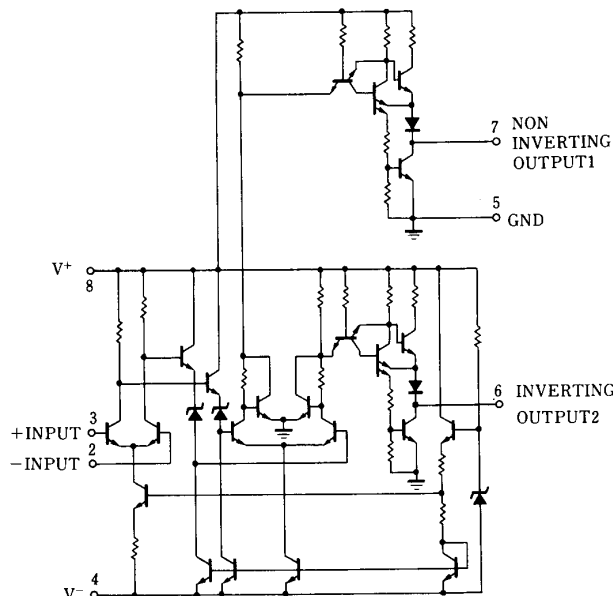 7 NON
INVERTING
OUTPUT1
5
GND
V+
8
6 INVERTING
OUTPUT2
3
+INPUT
2
−INPUT
4
V−